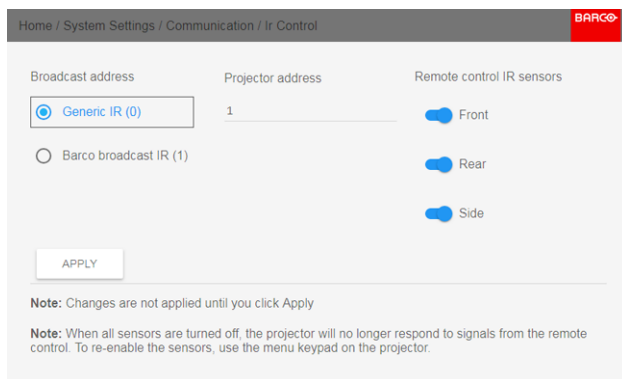 Home / System Settings / Communication / Ir Control
BARCO
Broadcast address
Projector address
Remote control IR sensors
Generic IR (0)
1
Front
Barco broadcast IR (1)
Rear
Side
APPLY
Note: Changes are not applied until you click Apply
Note: When all sensors are turned off, the projector will no longer respond to signals from the remote
control. To re-enable the sensors, use the menu keypad on the projector.